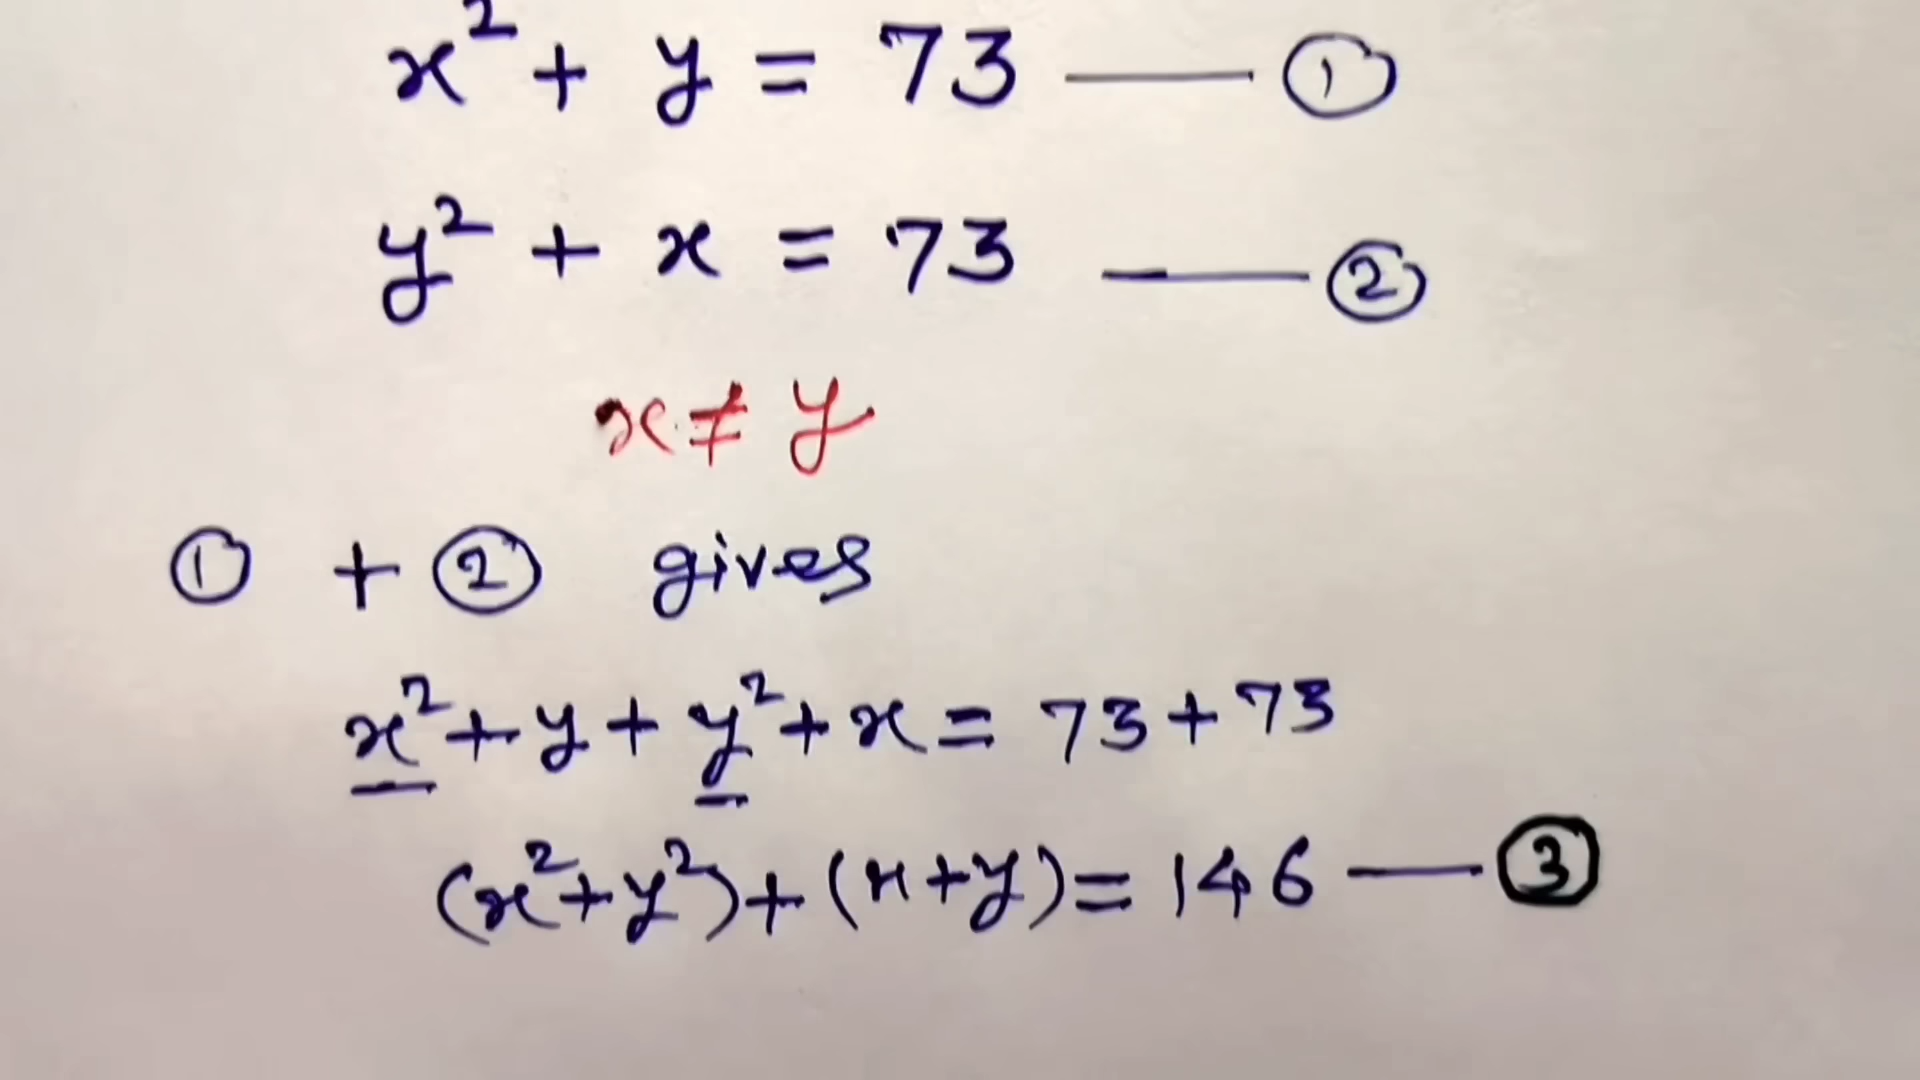 x² + y = 73 —— ①
y² + x = 73 —— ②
x ≠ y
① + ② gives
x² + y + y² + x = 73 + 73
(x² + y²) + (x + y) = 146 —— ③